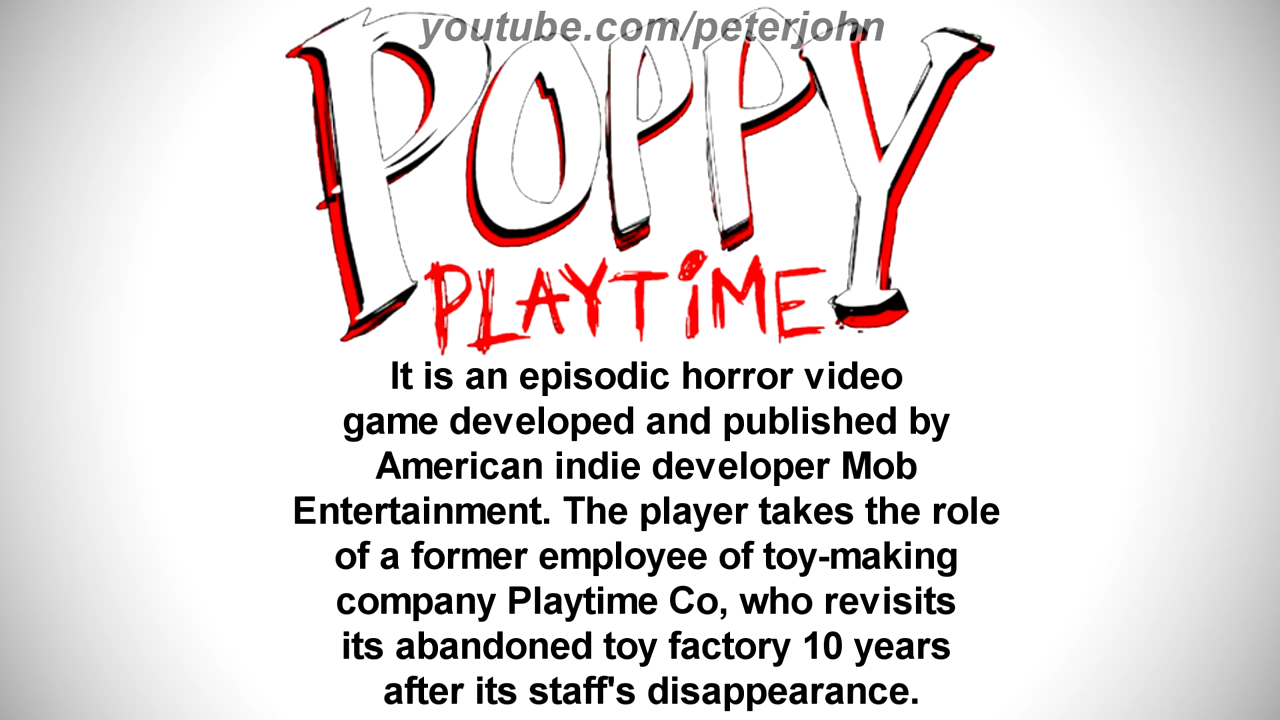 youtube.com/peterjohn
POPPY
PLAYTiME
It is an episodic horror video
game developed and published by
American indie developer Mob
Entertainment. The player takes the role
of a former employee of toy-making
company Playtime Co, who revisits
its abandoned toy factory 10 years
after its staff's disappearance.